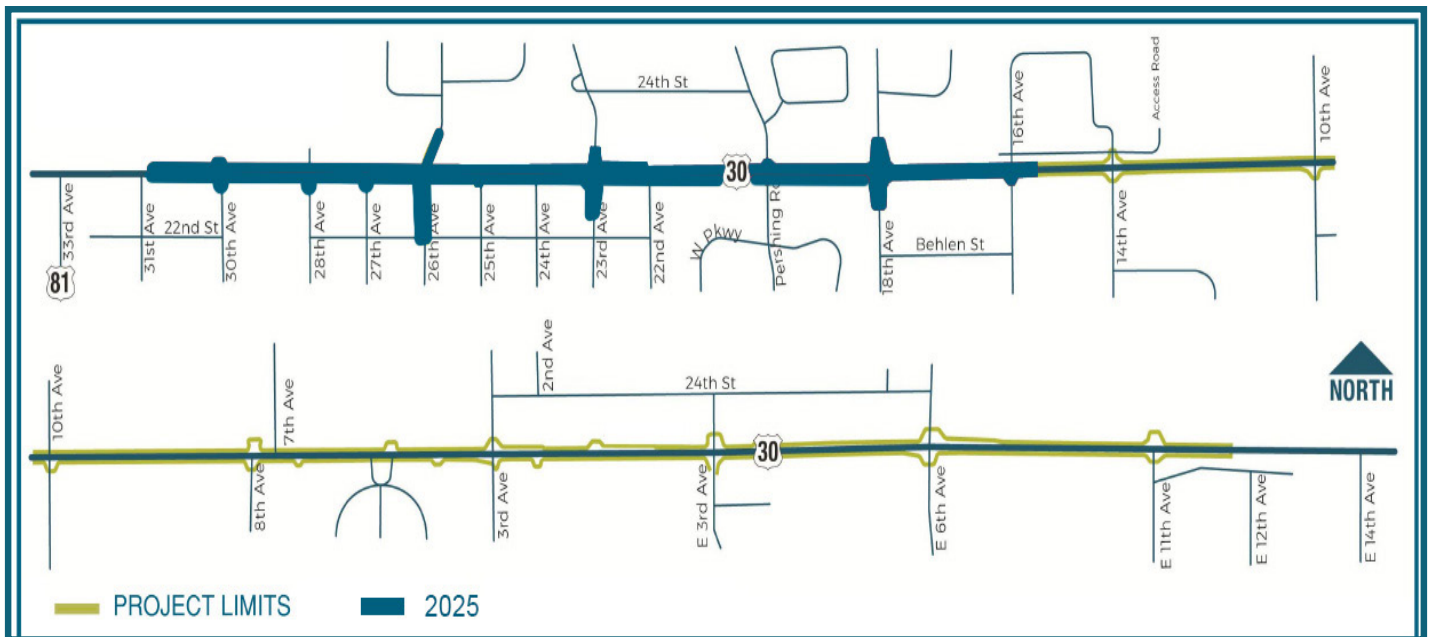 24th St
16th Ave
Access Road
10th Ave
30
33rd Ave
31st Ave
22nd St
30th Ave
28th Ave
27th Ave
26th Ave
25th Ave
24th Ave
23rd Ave
22nd Ave
W pkwy
Pershing Ro
18th Ave
Behlen St
14th Ave
81
10th Ave
7th Ave
2nd Ave
24th St
NORTH
30
8th Ave
3rd Ave
E 3rd Ave
E 6th Ave
E 11th Ave
E 12th Ave
E 14th Ave
PROJECT LIMITS
2025